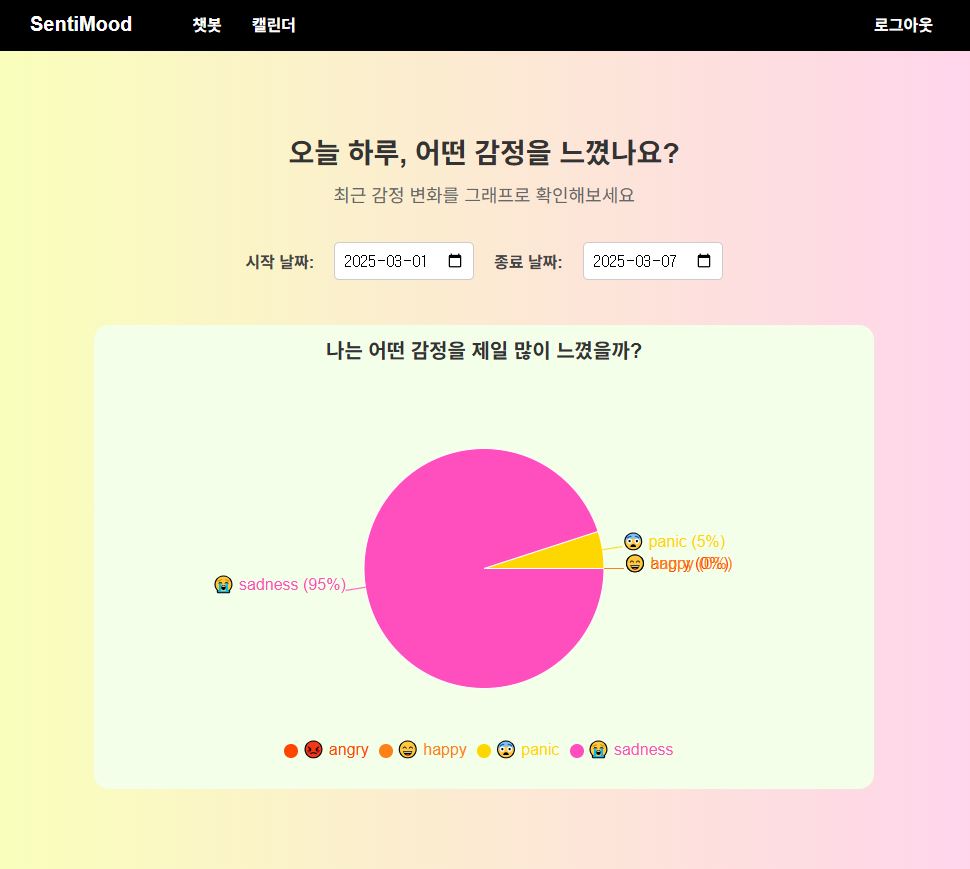 SentiMood 챗봇 캘린더 로그아웃
오늘 하루, 어떤 감정을 느꼈나요?
최근 감정 변화를 그래프로 확인해보세요
시작 날짜: 2025-03-01 종료 날짜: 2025-03-07
나는 어떤 감정을 제일 많이 느꼈을까?
😨 panic (5%)
😭 sadness (95%)
😡 angry 😄 happy 😨 panic 😭 sadness